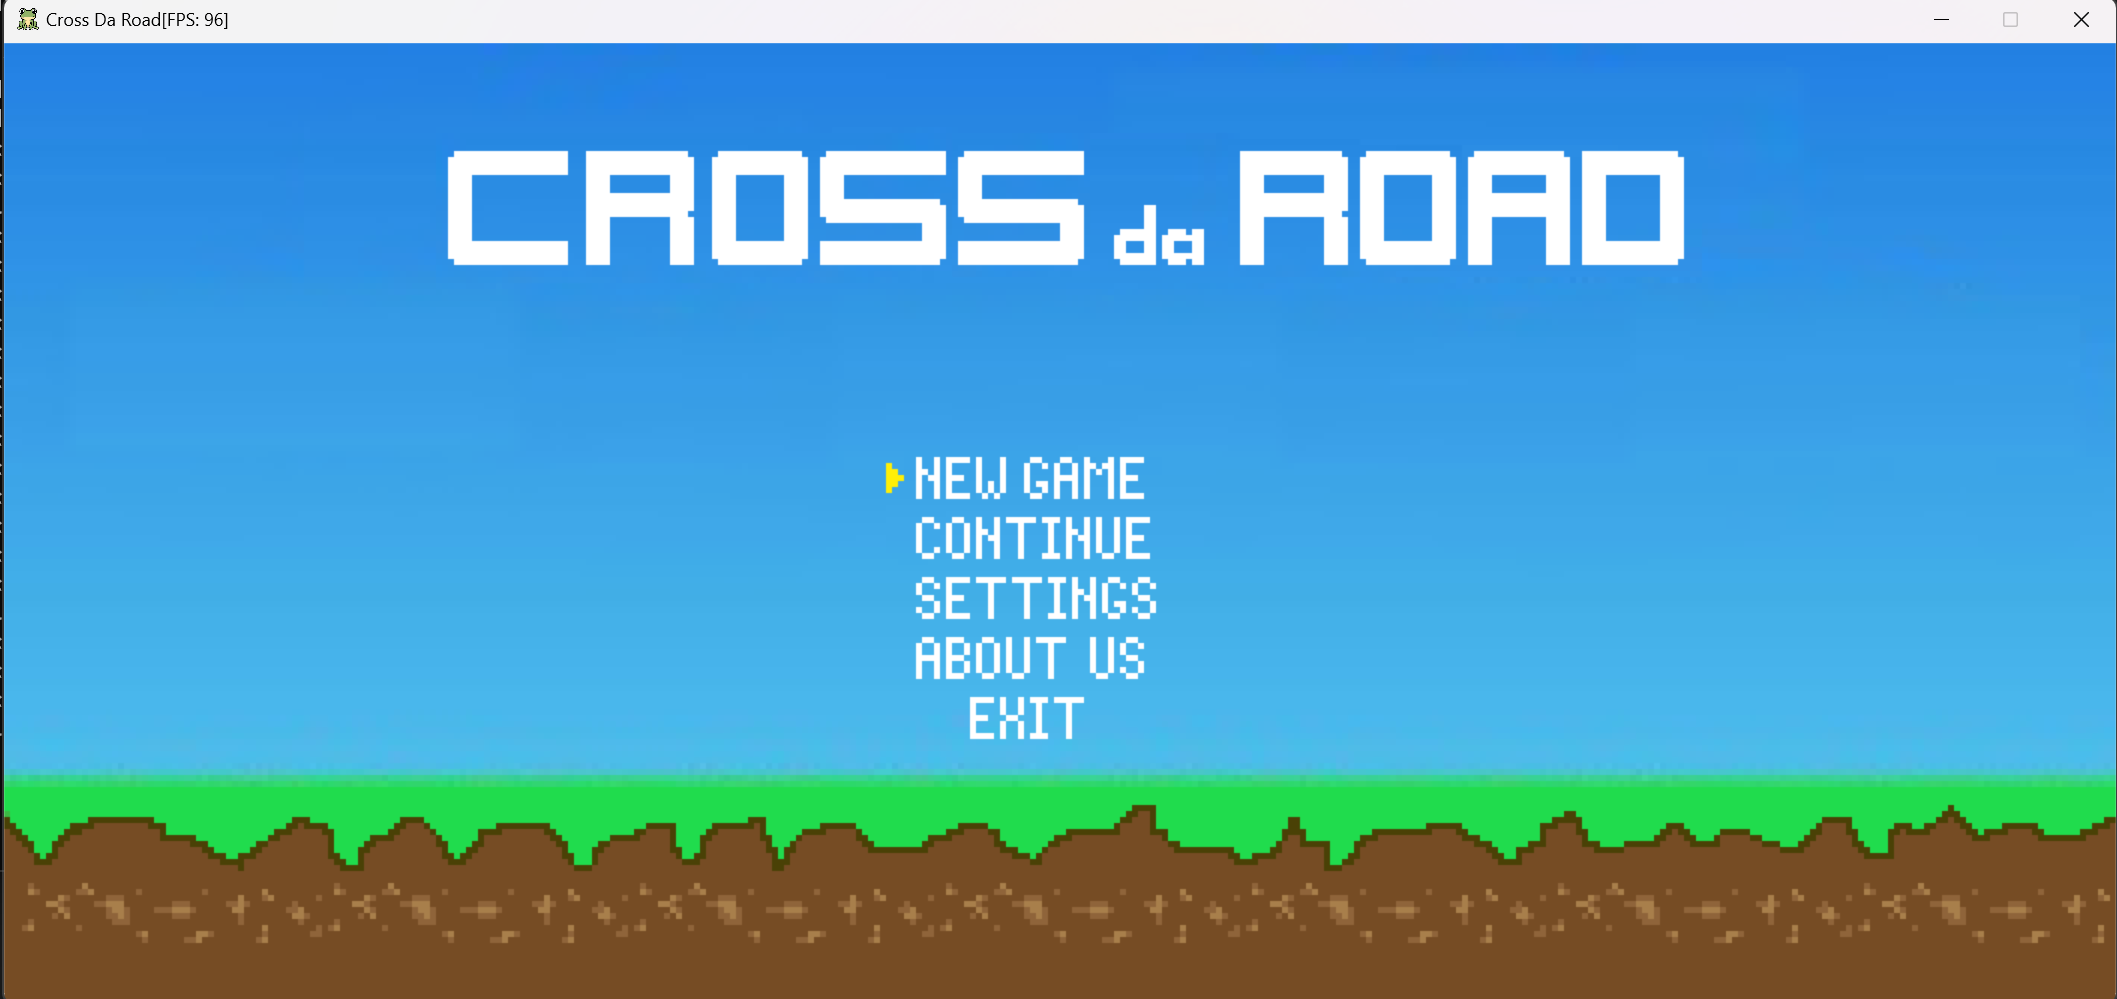 Cross Da Road[FPS: 96]
CROSS da ROAD
NEW GAME
CONTINUE
SETTINGS
ABOUT US
EXIT